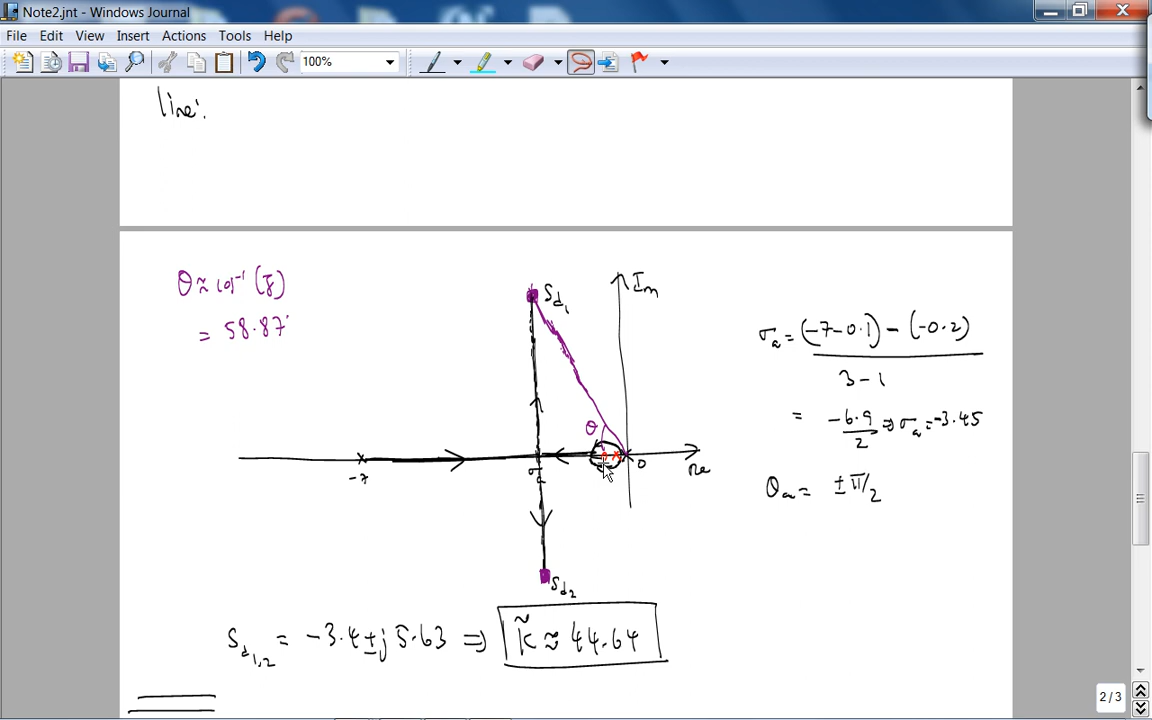 Note2.jnt - Windows Journal
File Edit View Insert Actions Tools Help
100%
line:
θ ≈ cos⁻¹(ξ)
= 58.87°
Sd₁
Im
θ
-7
σa
0
Re
Sd₂
σa = (-7-0.1) - (-0.2)
3-1
= -6.9/2 ⇒ σa = -3.45
θa = ± π/2
Sd₁,₂ = -3.4 ± j 5.63 ⇒ K̃ ≈ 44.64
2 / 3